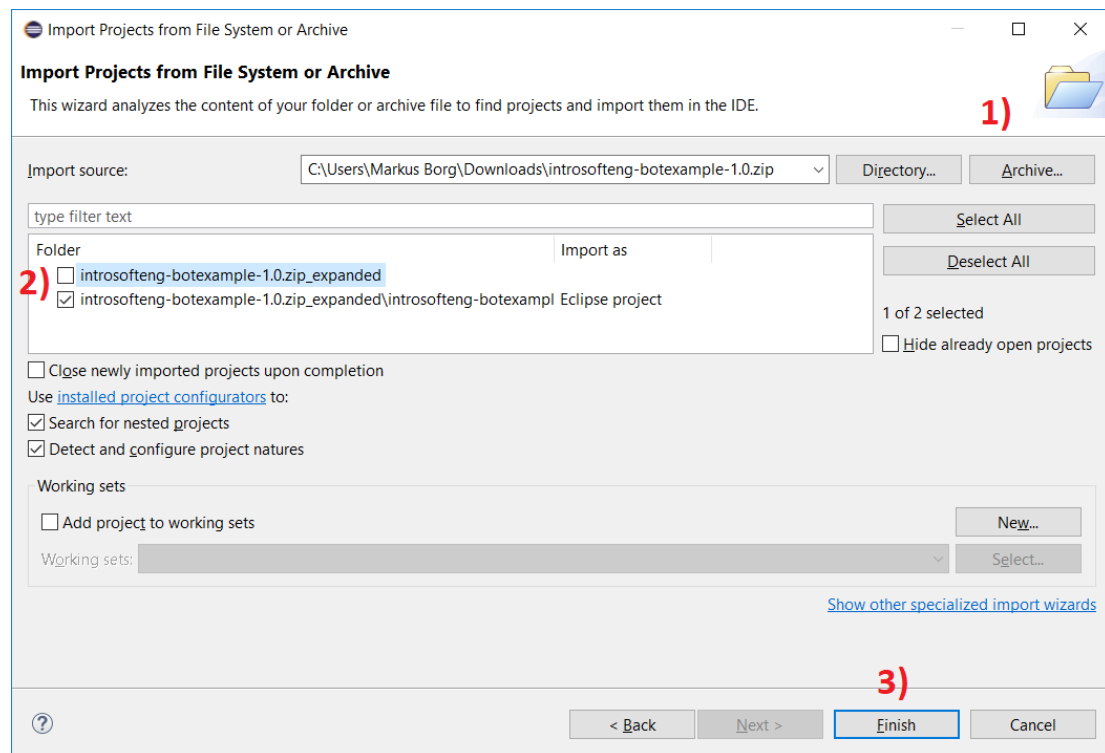 Import Projects from File System or Archive
Import Projects from File System or Archive
This wizard analyzes the content of your folder or archive file to find projects and import them in the IDE.
1)
Import source:
C:\Users\Markus Borg\Downloads\introsofteng-botexample-1.0.zip
Directory...
Archive...
type filter text
Select All
Folder
Import as
Deselect All
2)
introsofteng-botexample-1.0.zip_expanded
introsofteng-botexample-1.0.zip_expanded\introsofteng-botexampl Eclipse project
1 of 2 selected
Hide already open projects
Close newly imported projects upon completion
Use installed project configurators to:
Search for nested projects
Detect and configure project natures
Working sets
Add project to working sets
New...
Working sets:
Select...
Show other specialized import wizards
3)
?
< Back
Next >
Finish
Cancel